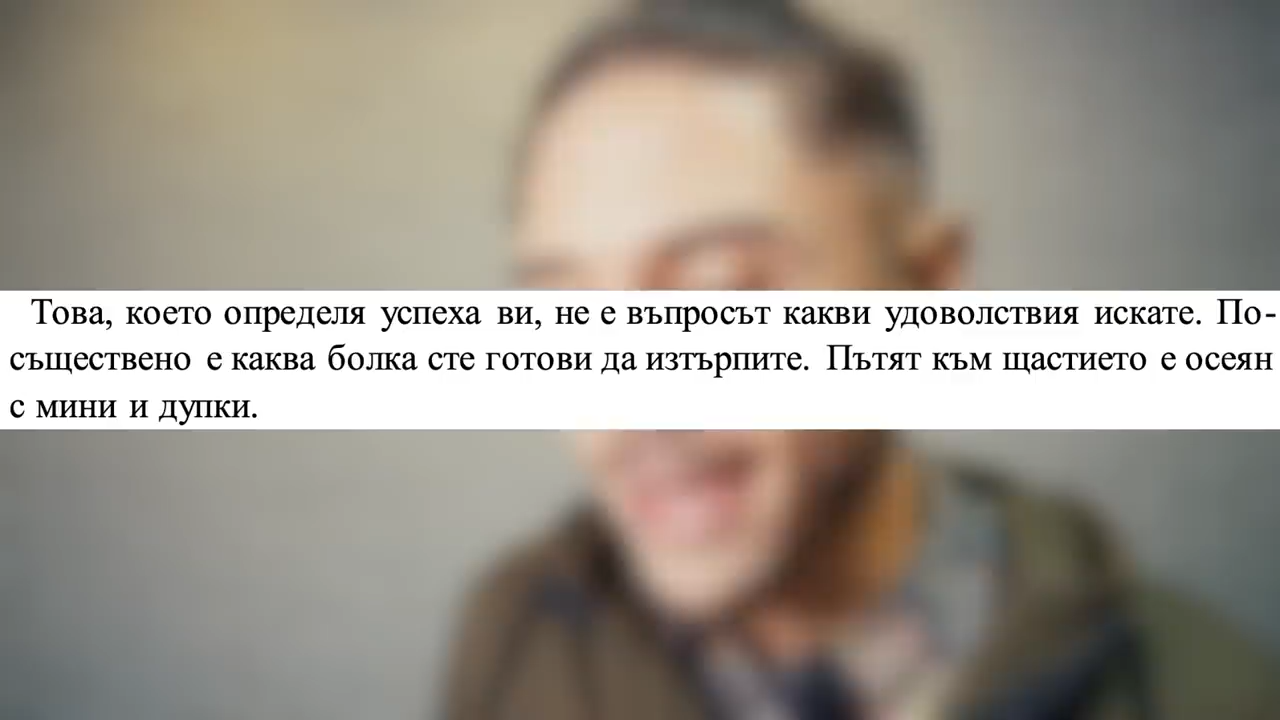 Това, което определя успеха ви, не е въпросът какви удоволствия искате. По-
съществено е каква болка сте готови да изтърпите. Пътят към щастието е осеян
с мини и дупки.